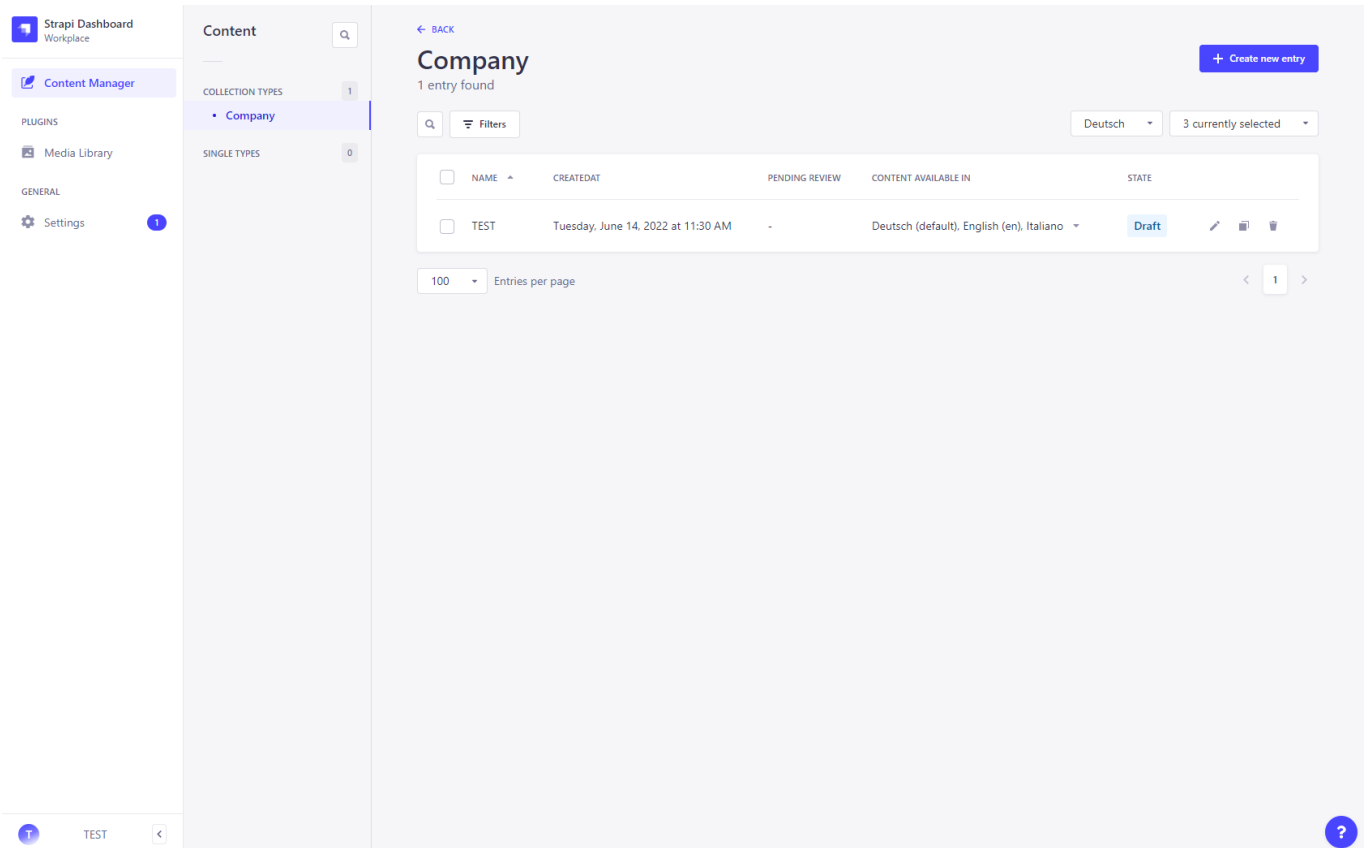 Strapi Dashboard
Workplace
Content Manager
PLUGINS
Media Library
GENERAL
Settings 1
T TEST
Content
COLLECTION TYPES 1
Company
SINGLE TYPES 0
BACK
Company
1 entry found
Create new entry
Filters
Deutsch
3 currently selected
NAME CREATEDAT PENDING REVIEW CONTENT AVAILABLE IN STATE
TEST Tuesday, June 14, 2022 at 11:30 AM - Deutsch (default), English (en), Italiano Draft
100 Entries per page
1
?